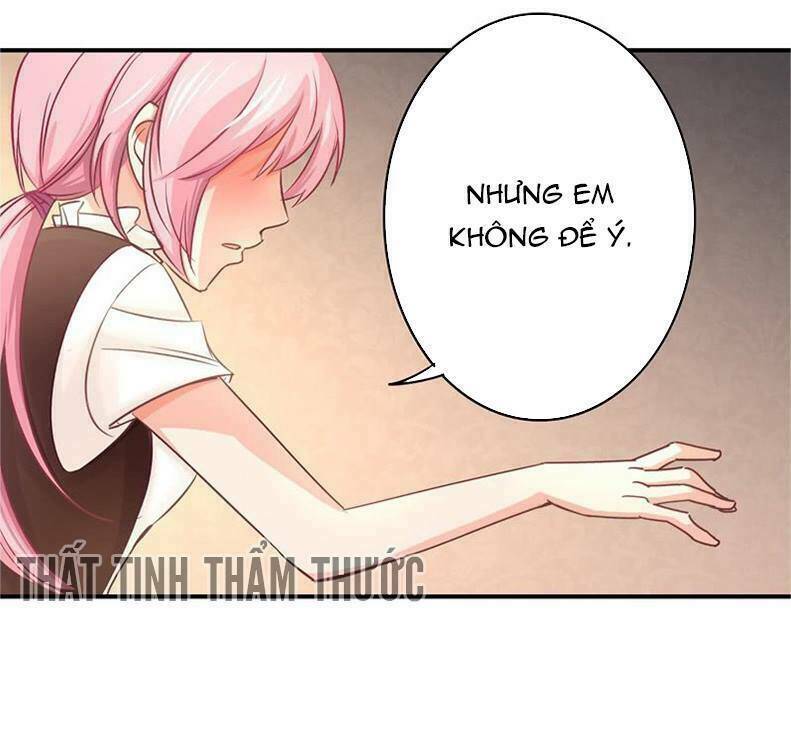 NHƯNG EM
KHÔNG ĐỂ Ý.
THẤT TINH THẨM THƯỚC